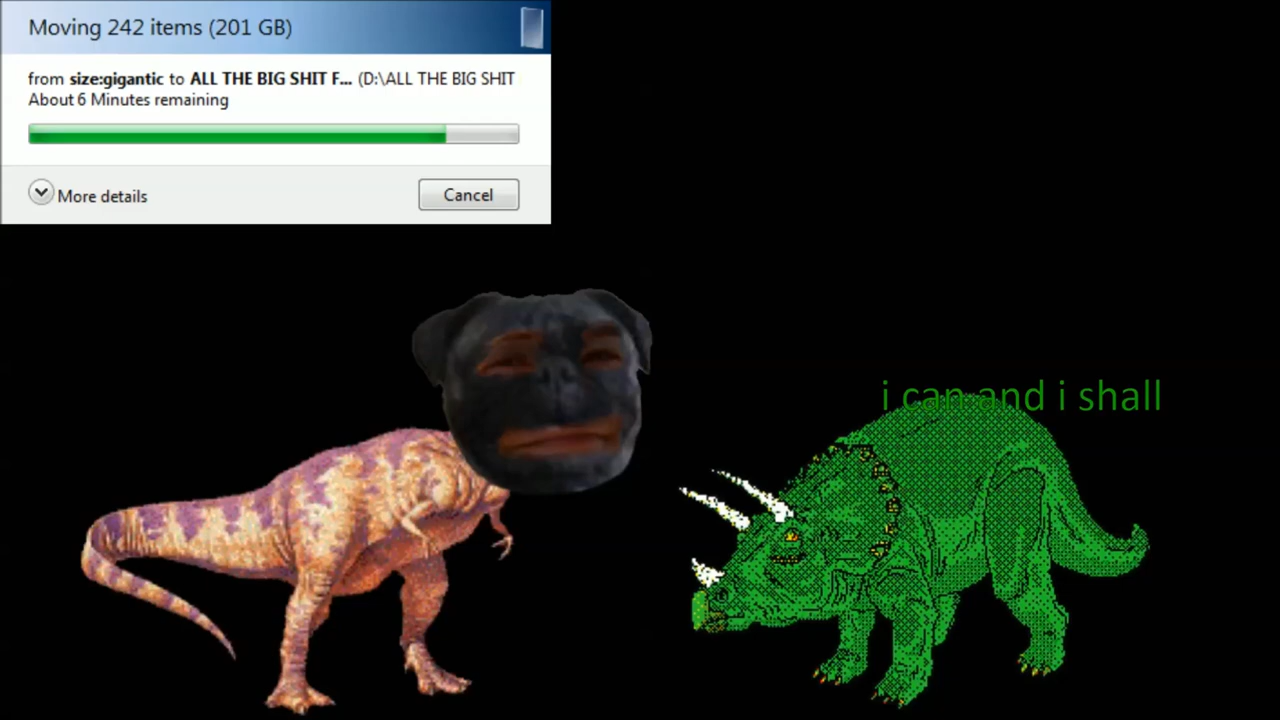 Moving 242 items (201 GB)
from size:gigantic to ALL THE BIG SHIT F... (D:\ALL THE BIG SHIT
About 6 Minutes remaining
More details
Cancel
i can and i shall